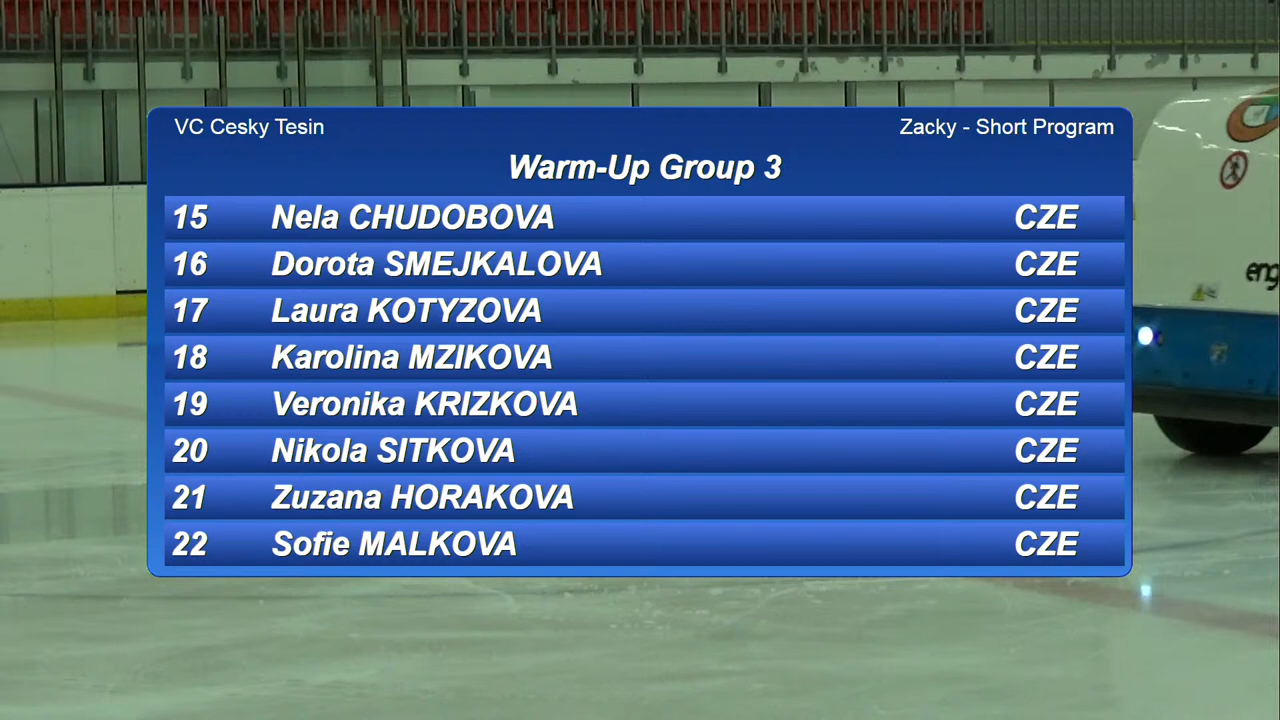 VC Cesky Tesin Zacky - Short Program
Warm-Up Group 3
15 Nela CHUDOBOVA CZE
16 Dorota SMEJKALOVA CZE
17 Laura KOTYZOVA CZE
18 Karolina MZIKOVA CZE
19 Veronika KRIZKOVA CZE
20 Nikola SITKOVA CZE
21 Zuzana HORAKOVA CZE
22 Sofie MALKOVA CZE
eng